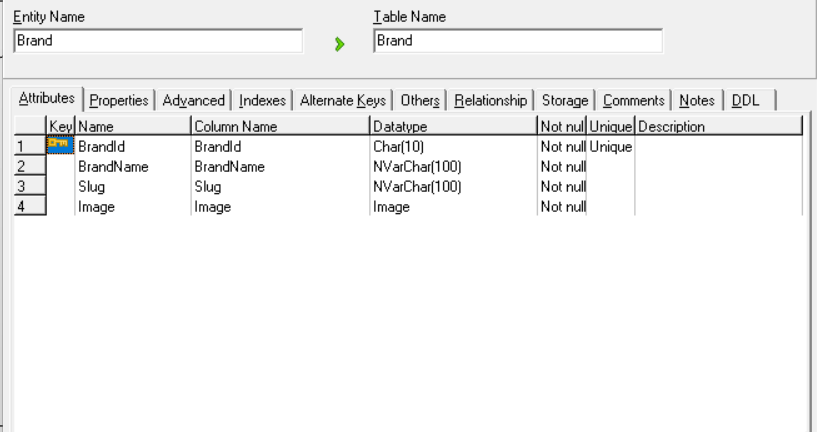 Entity Name Table Name
Brand Brand
Attributes Properties Advanced Indexes Alternate Keys Others Relationship Storage Comments Notes DDL
Key Name Column Name Datatype Not nul Unique Description
1 BrandId BrandId Char(10) Not null Unique
2 BrandName BrandName NVarChar(100) Not null
3 Slug Slug NVarChar(100) Not null
4 Image Image Image Not null